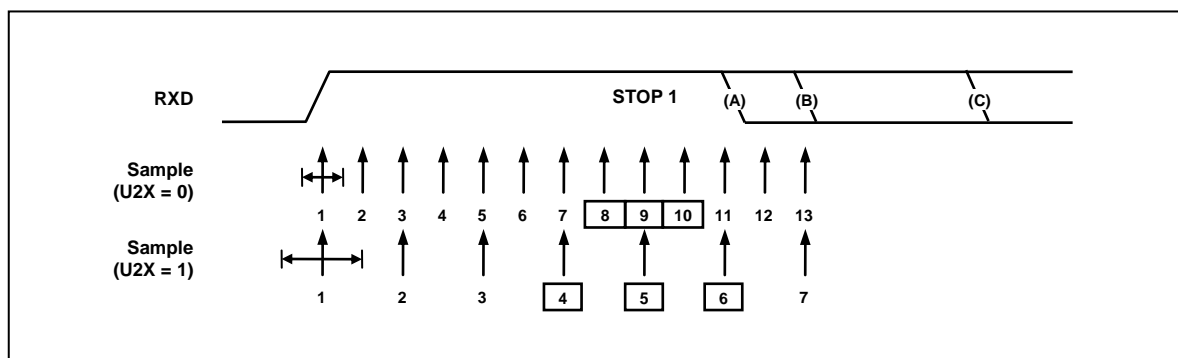 RXD
STOP 1
(A)
(B)
(C)
Sample
(U2X = 0)
1 2 3 4 5 6 7 8 9 10 11 12 13
Sample
(U2X = 1)
1 2 3 4 5 6 7